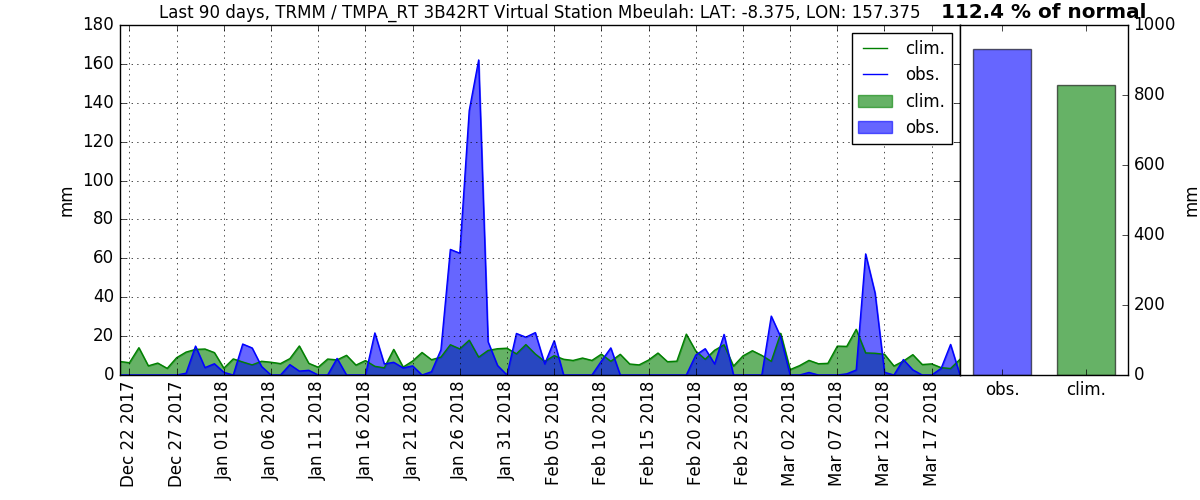 Last 90 days, TRMM / TMPA_RT 3B42RT Virtual Station Mbeulah: LAT: -8.375, LON: 157.375
112.4 % of normal
180
160
140
120
100
80
60
40
20
0
mm
clim.
obs.
clim.
obs.
Dec 22 2017
Dec 27 2017
Jan 01 2018
Jan 06 2018
Jan 11 2018
Jan 16 2018
Jan 21 2018
Jan 26 2018
Jan 31 2018
Feb 05 2018
Feb 10 2018
Feb 15 2018
Feb 20 2018
Feb 25 2018
Mar 02 2018
Mar 07 2018
Mar 12 2018
Mar 17 2018
1000
800
600
400
200
0
mm
obs.
clim.